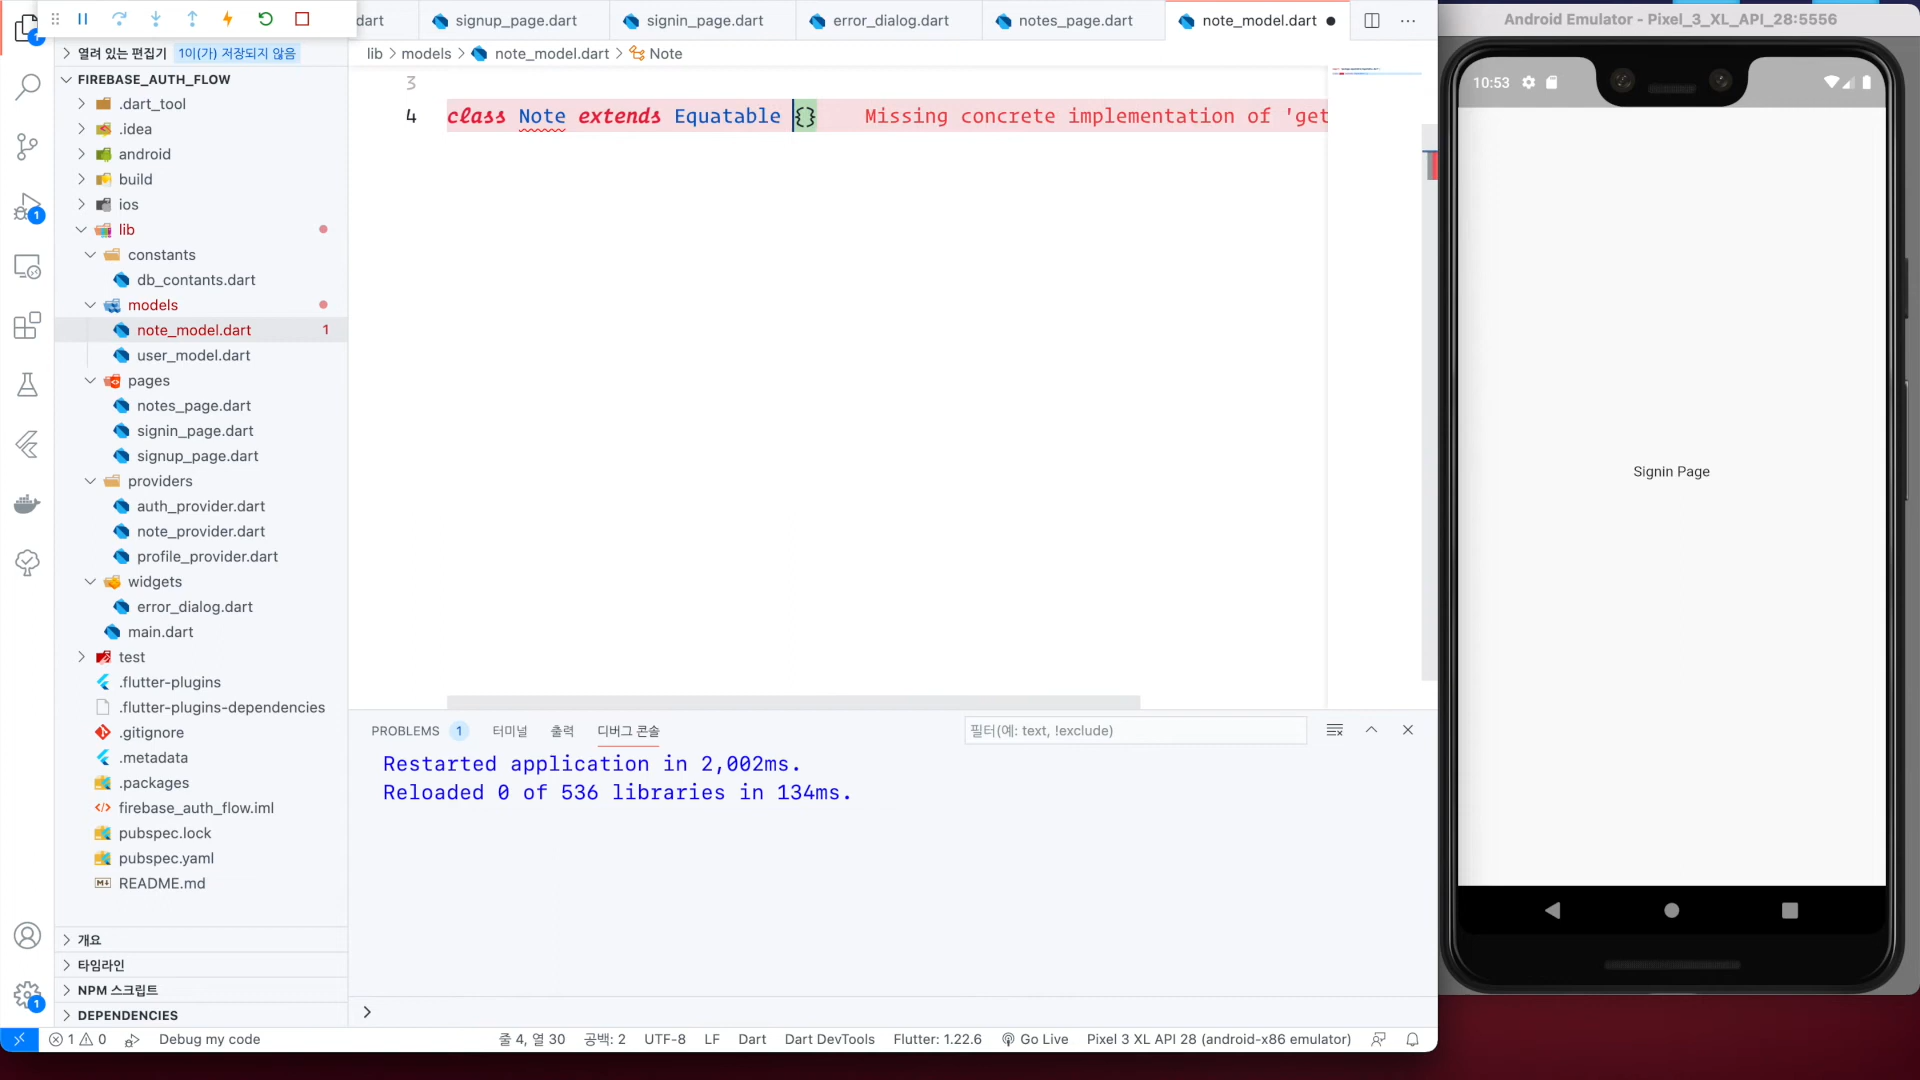 dart
signup_page.dart
signin_page.dart
error_dialog.dart
notes_page.dart
note_model.dart
Android Emulator - Pixel_3_XL_API_28:5556
열려 있는 편집기
1이(가) 저장되지 않음
lib > models > note_model.dart > Note
FIREBASE_AUTH_FLOW
.dart_tool
.idea
android
build
ios
lib
constants
db_contants.dart
models
note_model.dart 1
user_model.dart
pages
notes_page.dart
signin_page.dart
signup_page.dart
providers
auth_provider.dart
note_provider.dart
profile_provider.dart
widgets
error_dialog.dart
main.dart
test
.flutter-plugins
.flutter-plugins-dependencies
.gitignore
.metadata
.packages
firebase_auth_flow.iml
pubspec.lock
pubspec.yaml
README.md
개요
타임라인
NPM 스크립트
DEPENDENCIES
3
4 class Note extends Equatable {} Missing concrete implementation of 'get
PROBLEMS 1 터미널 출력 디버그 콘솔
필터(예: text, !exclude)
Restarted application in 2,002ms.
Reloaded 0 of 536 libraries in 134ms.
10:53
Signin Page
1 0 Debug my code
줄 4, 열 30 공백: 2 UTF-8 LF Dart Dart DevTools Flutter: 1.22.6 Go Live Pixel 3 XL API 28 (android-x86 emulator)
1
1